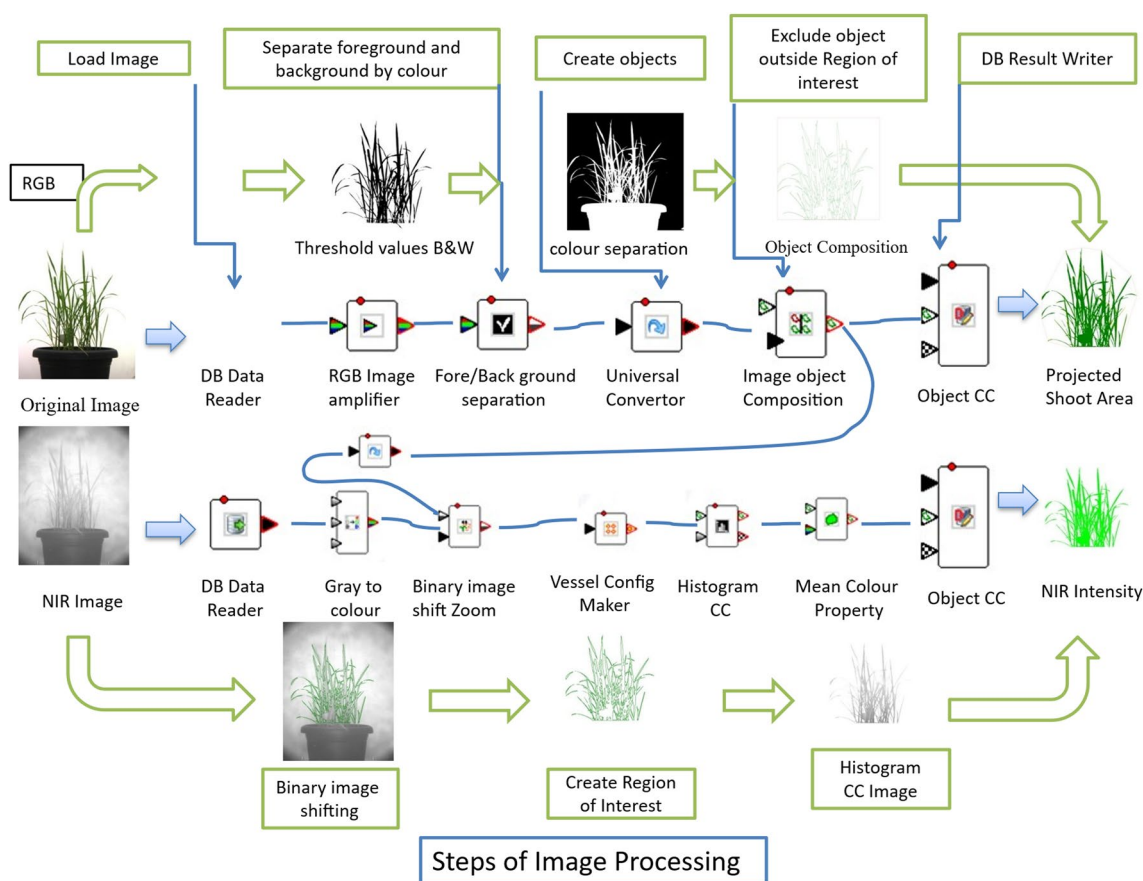 Load Image
Separate foreground and
background by colour
Create objects
Exclude object
outside Region of
interest
DB Result Writer
RGB
Threshold values B&W
colour separation
Object Composition
Original Image
DB Data
Reader
RGB Image
amplifier
Fore/Back ground
separation
Universal
Convertor
Image object
Composition
Object CC
Projected
Shoot Area
NIR Image
DB Data
Reader
Gray to
colour
Binary image
shift Zoom
Vessel Config
Maker
Histogram
CC
Mean Colour
Property
Object CC
NIR Intensity
Binary image
shifting
Create Region
of Interest
Histogram
CC Image
Steps of Image Processing